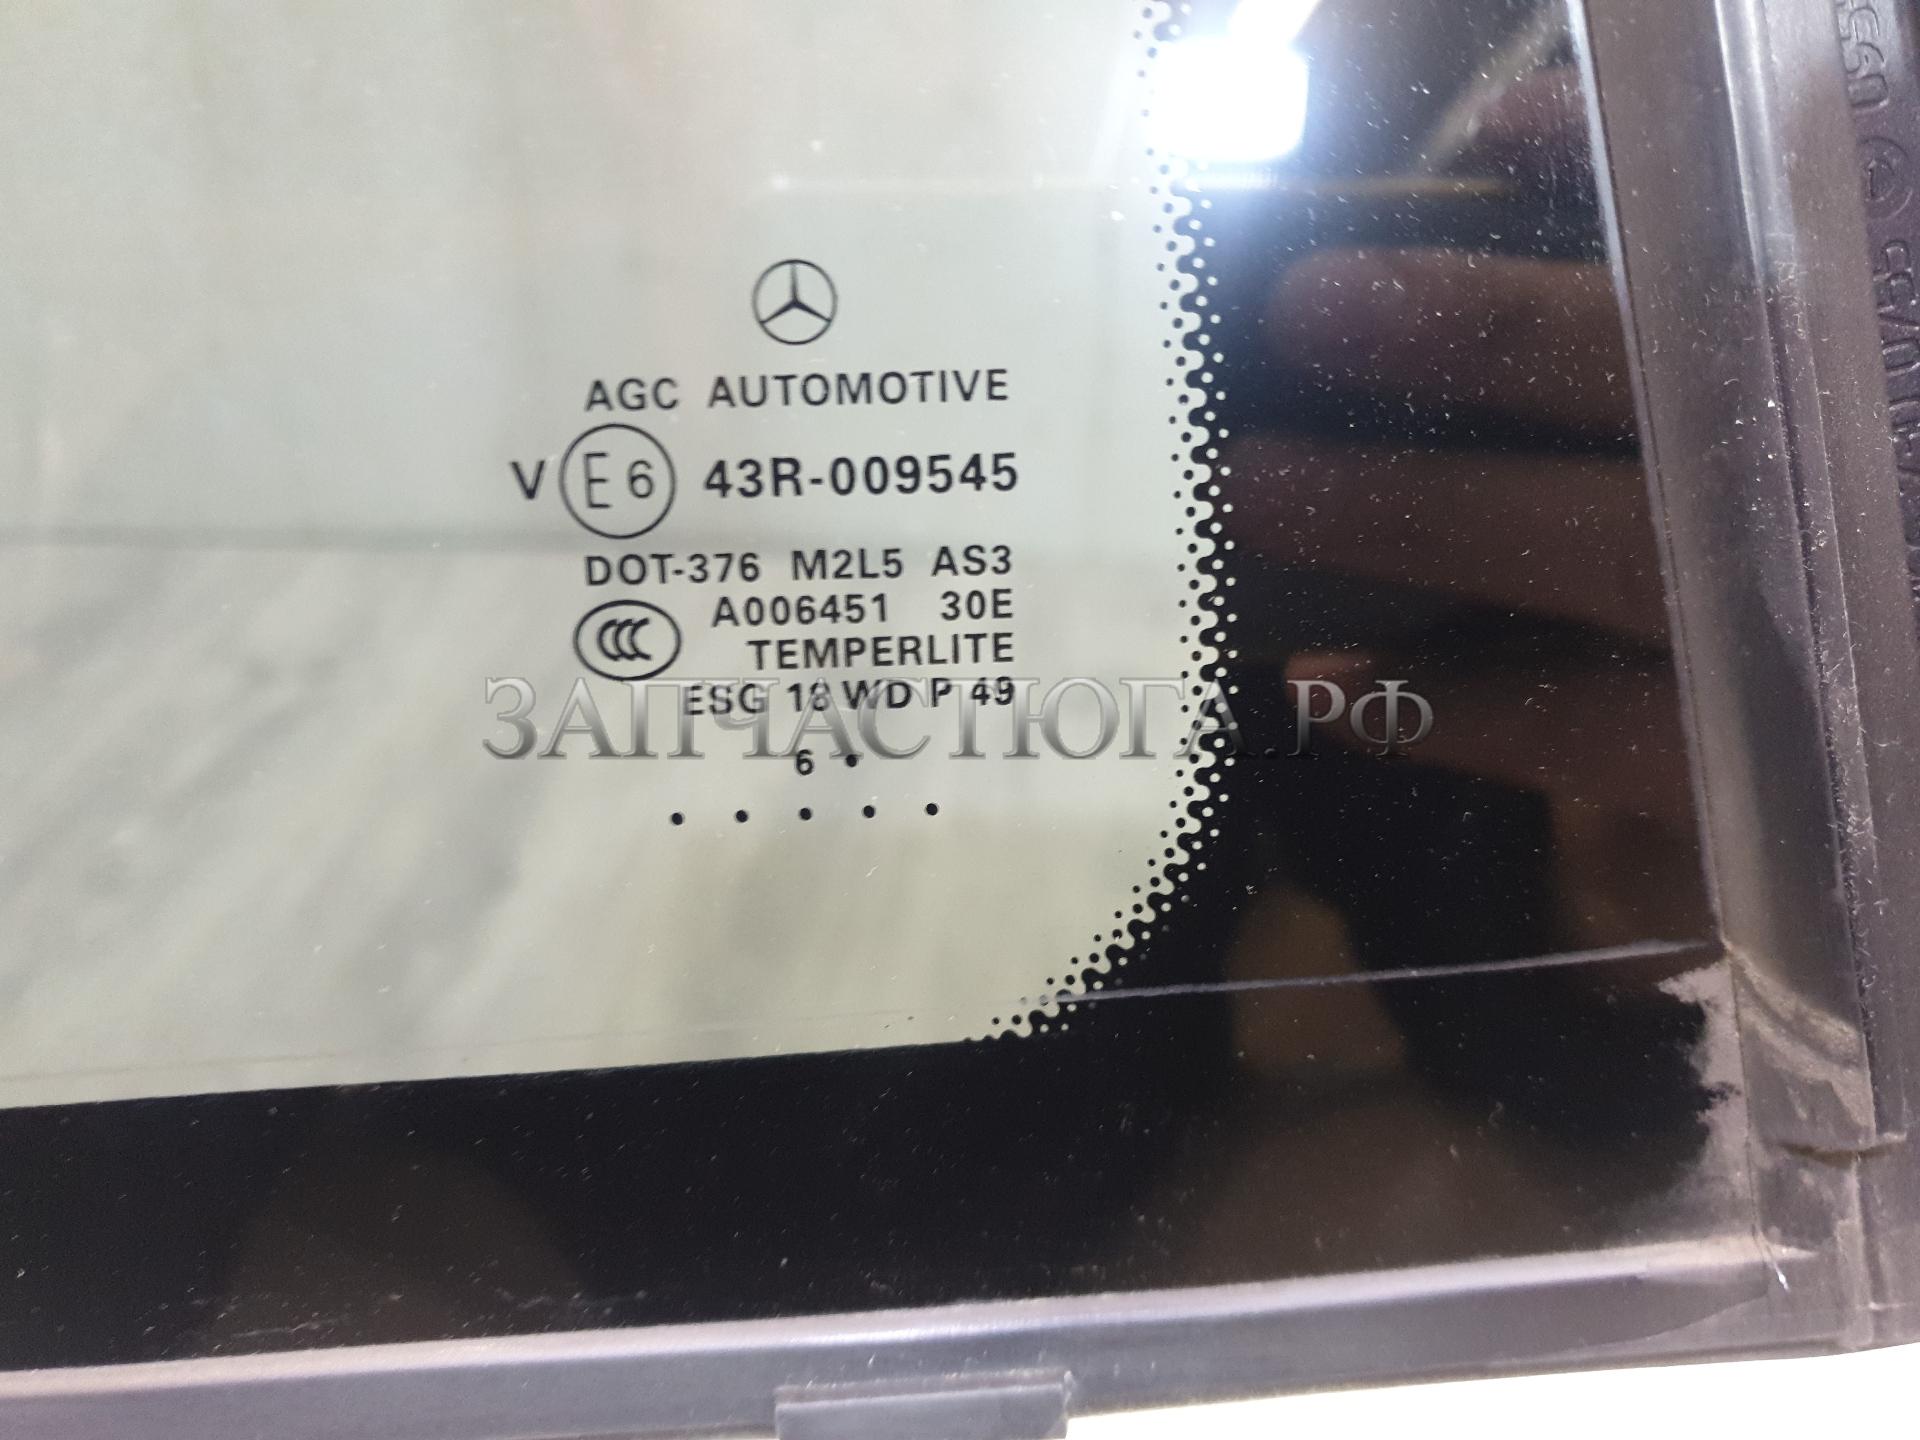 AGC AUTOMOTIVE
V E6 43R-009545
DOT-376 M2L5 AS3
A006451 30E
CCC
TEMPERLITE
ESG 18 WD P 49
ЗАПЧАСТЮГА.РФ
6 •
• • • • •